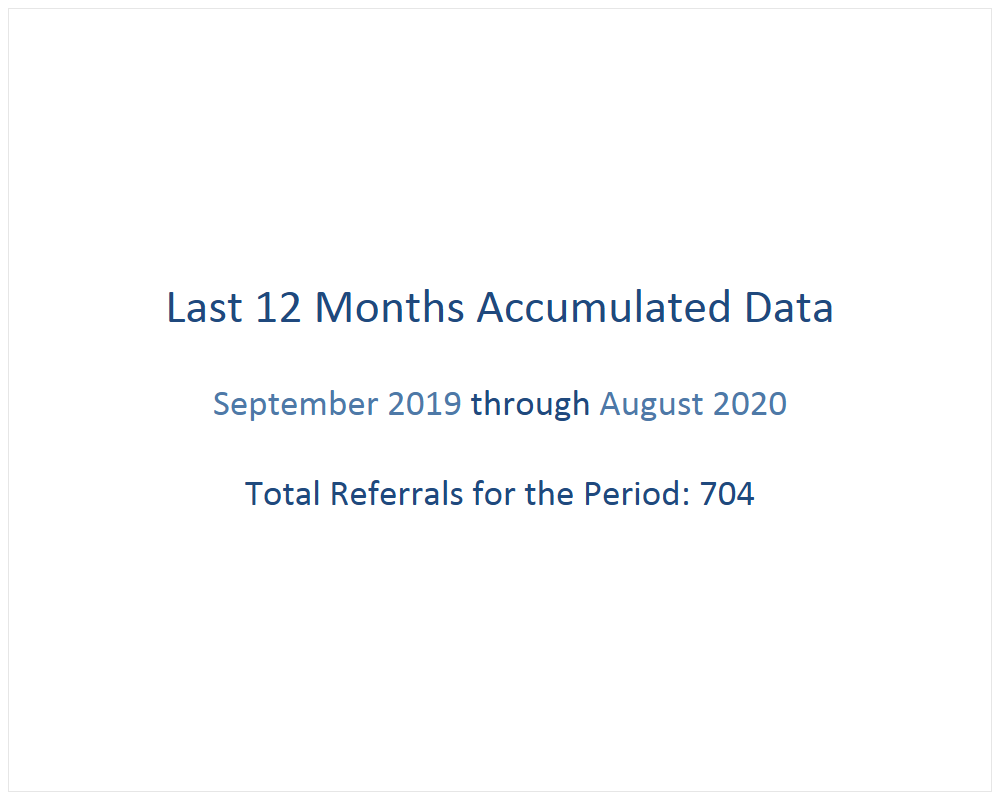 Last 12 Months Accumulated Data
September 2019 through August 2020
Total Referrals for the Period: 704